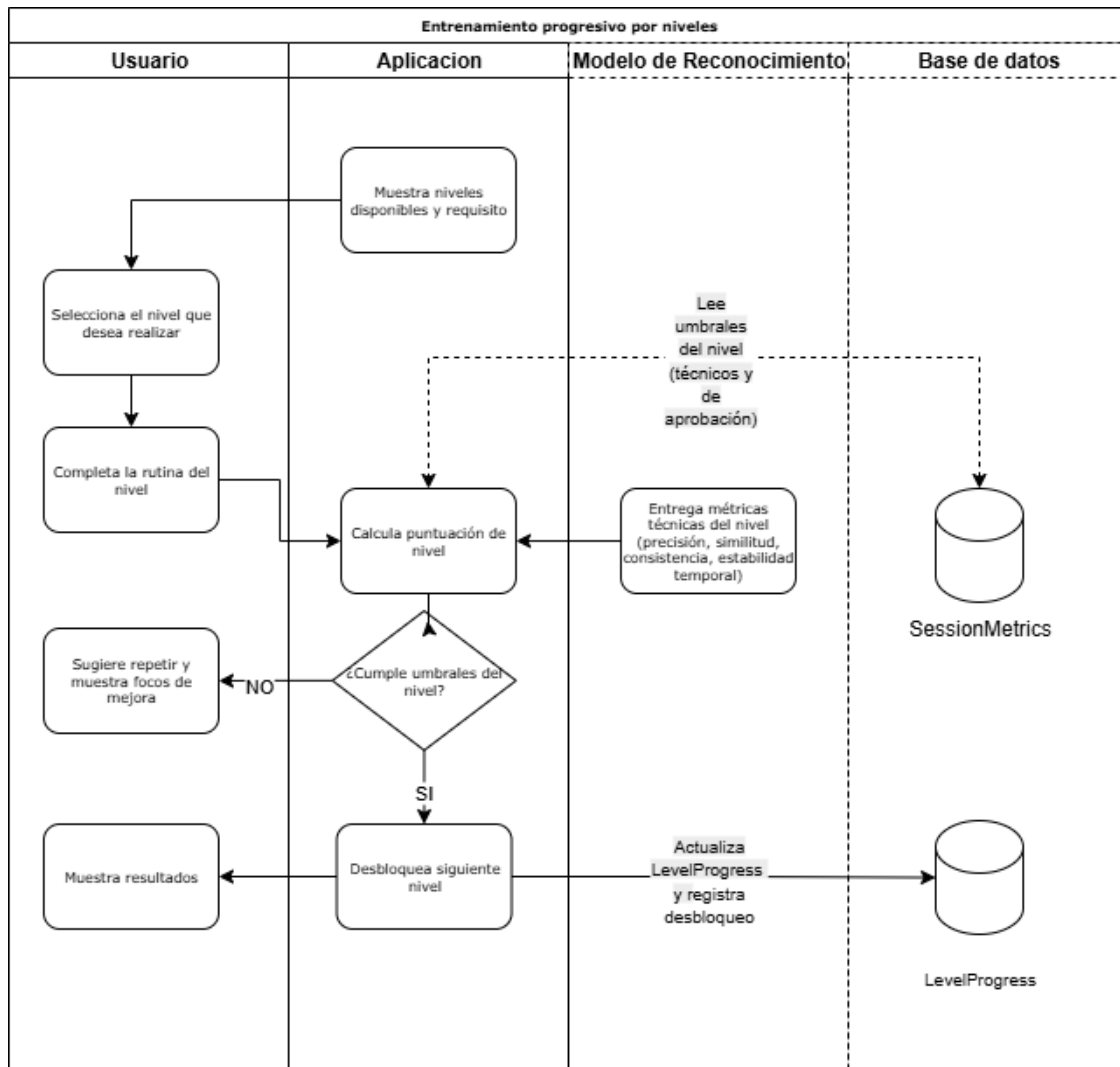 Entrenamiento progresivo por niveles
Usuario
Aplicacion
Modelo de Reconocimiento
Base de datos
Muestra niveles
disponibles y requisito
Selecciona el nivel que
desea realizar
Lee
umbrales
del nivel
(técnicos y
de
aprobación)
Completa la rutina del
nivel
Calcula puntuación de
nivel
Entrega métricas
técnicas del nivel
(precisión, similitud,
consistencia, estabilidad
temporal)
SessionMetrics
Sugiere repetir y
muestra focos de
mejora
NO
¿Cumple umbrales del
nivel?
SI
Muestra resultados
Desbloquea siguiente
nivel
Actualiza
LevelProgress
y registra
desbloqueo
LevelProgress